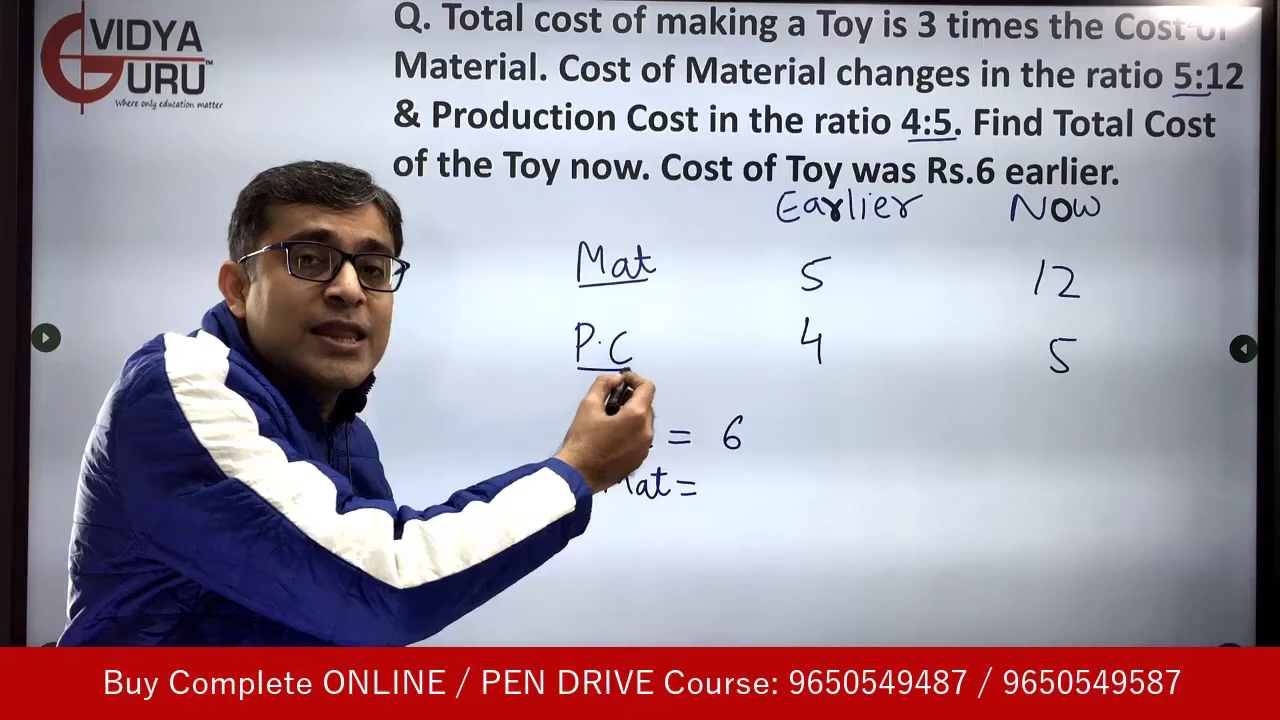 VIDYA
GURU
TM
Where only education matter
Q. Total cost of making a Toy is 3 times the Cost of
Material. Cost of Material changes in the ratio 5:12
& Production Cost in the ratio 4:5. Find Total Cost
of the Toy now. Cost of Toy was Rs.6 earlier.
Earlier Now
Mat 5 12
P.C 4 5
= 6
Mat =
Buy Complete ONLINE / PEN DRIVE Course: 9650549487 / 9650549587